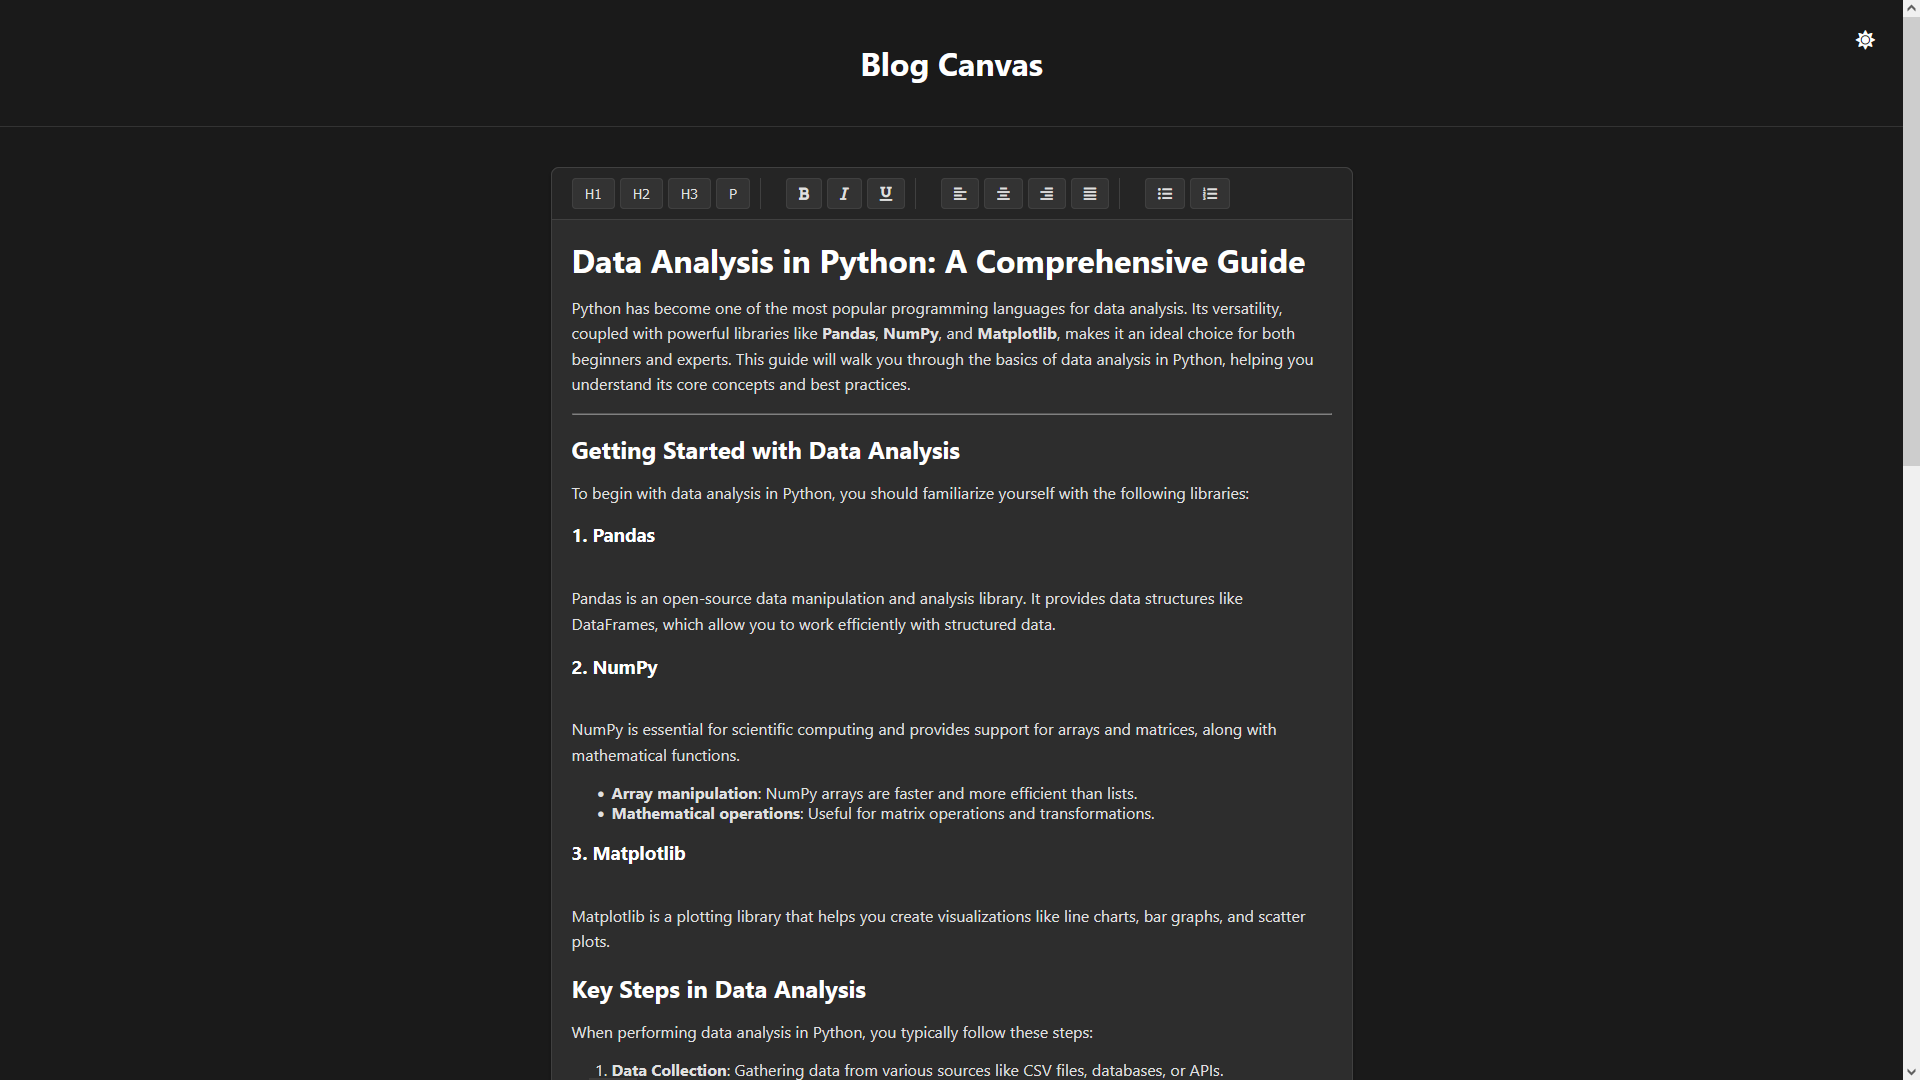 Blog Canvas
H1 H2 H3 P B I U
Data Analysis in Python: A Comprehensive Guide
Python has become one of the most popular programming languages for data analysis. Its versatility,
coupled with powerful libraries like Pandas, NumPy, and Matplotlib, makes it an ideal choice for both
beginners and experts. This guide will walk you through the basics of data analysis in Python, helping you
understand its core concepts and best practices.
Getting Started with Data Analysis
To begin with data analysis in Python, you should familiarize yourself with the following libraries:
1. Pandas
Pandas is an open-source data manipulation and analysis library. It provides data structures like
DataFrames, which allow you to work efficiently with structured data.
2. NumPy
NumPy is essential for scientific computing and provides support for arrays and matrices, along with
mathematical functions.
• Array manipulation: NumPy arrays are faster and more efficient than lists.
• Mathematical operations: Useful for matrix operations and transformations.
3. Matplotlib
Matplotlib is a plotting library that helps you create visualizations like line charts, bar graphs, and scatter
plots.
Key Steps in Data Analysis
When performing data analysis in Python, you typically follow these steps:
1. Data Collection: Gathering data from various sources like CSV files, databases, or APIs.